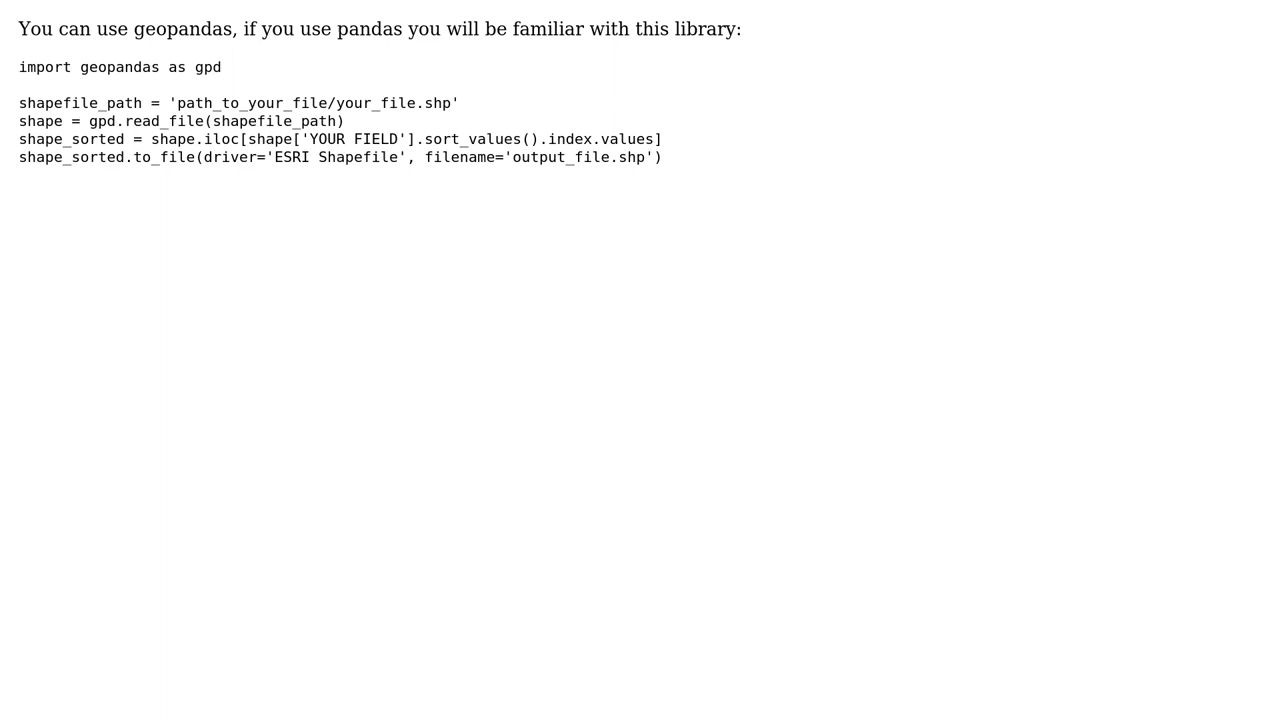 You can use geopandas, if you use pandas you will be familiar with this library:
import geopandas as gpd
shapefile_path = 'path_to_your_file/your_file.shp'
shape = gpd.read_file(shapefile_path)
shape_sorted = shape.iloc[shape['YOUR FIELD'].sort_values().index.values]
shape_sorted.to_file(driver='ESRI Shapefile', filename='output_file.shp')